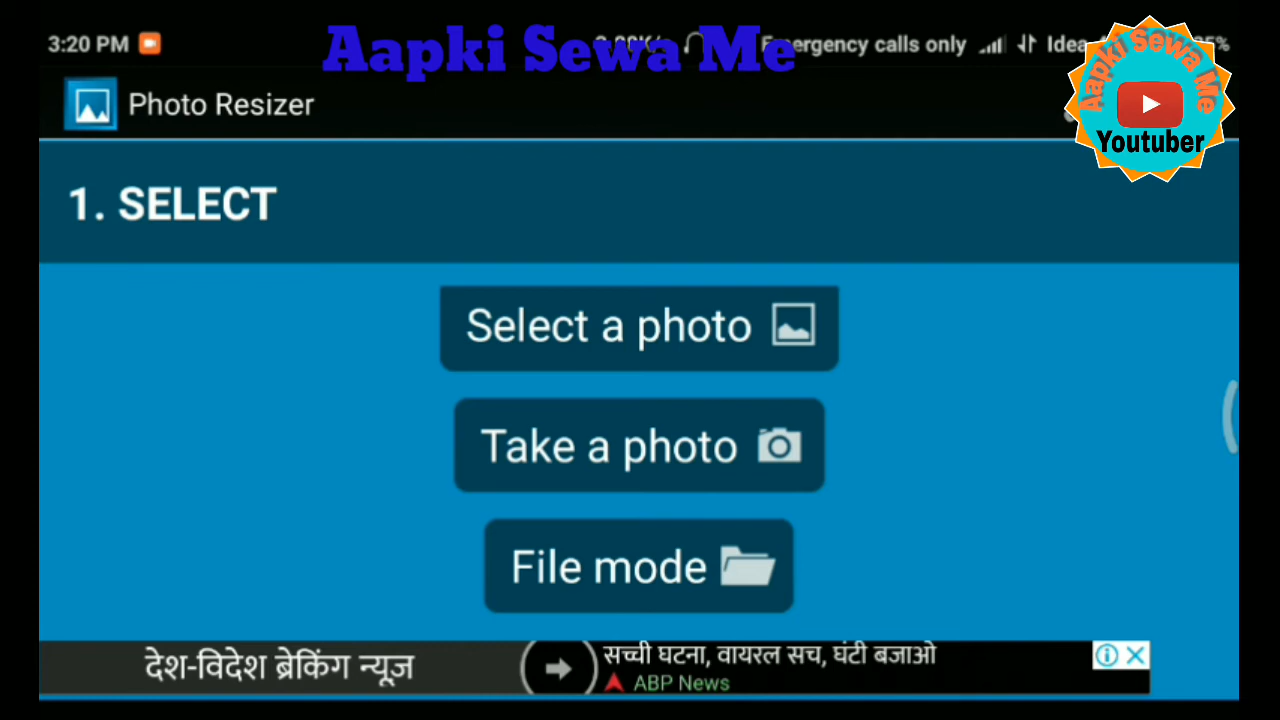 3:20 PM
Aapki Sewa Me
Emergency calls only
Idea
Aapki Sewa Me
Youtuber
Photo Resizer
1. SELECT
Select a photo
Take a photo
File mode
देश-विदेश ब्रेकिंग न्यूज़
सच्ची घटना, वायरल सच, घंटी बजाओ
ABP News